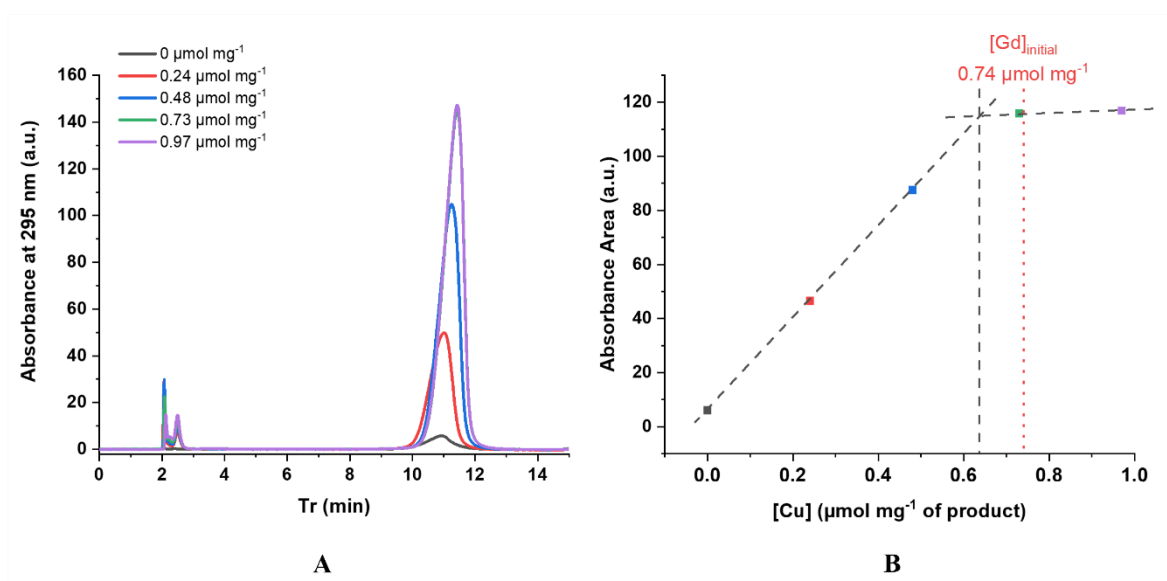 0 µmol mg⁻¹
0.24 µmol mg⁻¹
0.48 µmol mg⁻¹
0.73 µmol mg⁻¹
0.97 µmol mg⁻¹
160
140
120
100
80
60
40
20
0
Absorbance at 295 nm (a.u.)
0 2 4 6 8 10 12 14
Tr (min)
A
[Gd]initial
0.74 µmol mg⁻¹
120
100
80
60
40
20
0
Absorbance Area (a.u.)
0.0 0.2 0.4 0.6 0.8 1.0
[Cu] (µmol mg⁻¹ of product)
B